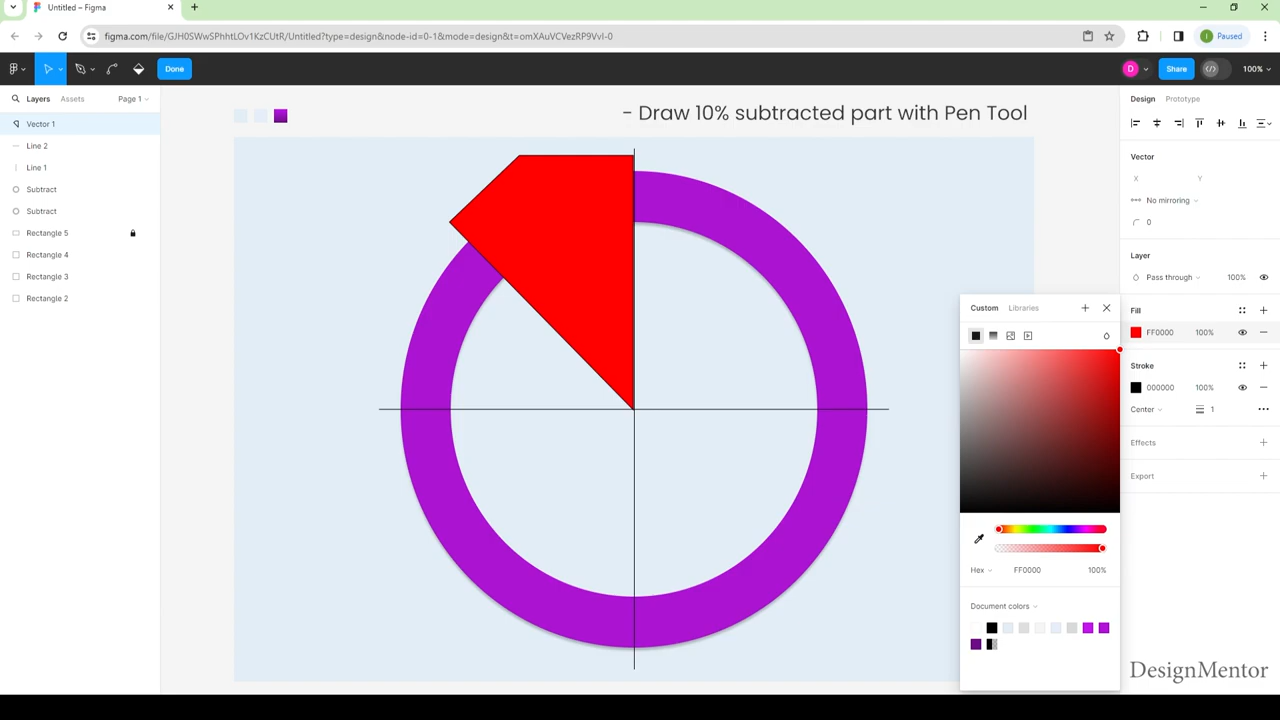 Untitled – Figma
figma.com/file/GJH0SWwSPhhtLOv1KzCUtR/Untitled?type=design&node-id=0-1&mode=design&t=omXAuVCVezRP9VvI-0
I
Paused
Done
D
Share
100%
Layers
Assets
Page 1
Vector 1
Line 2
Line 1
Subtract
Subtract
Rectangle 5
Rectangle 4
Rectangle 3
Rectangle 2
- Draw 10% subtracted part with Pen Tool
Design
Prototype
Vector
X
Y
No mirroring
0
Layer
Pass through
100%
Fill
FF0000
100%
Stroke
000000
100%
Center
1
Effects
Export
Custom
Libraries
Hex
FF0000
100%
Document colors
DesignMentor